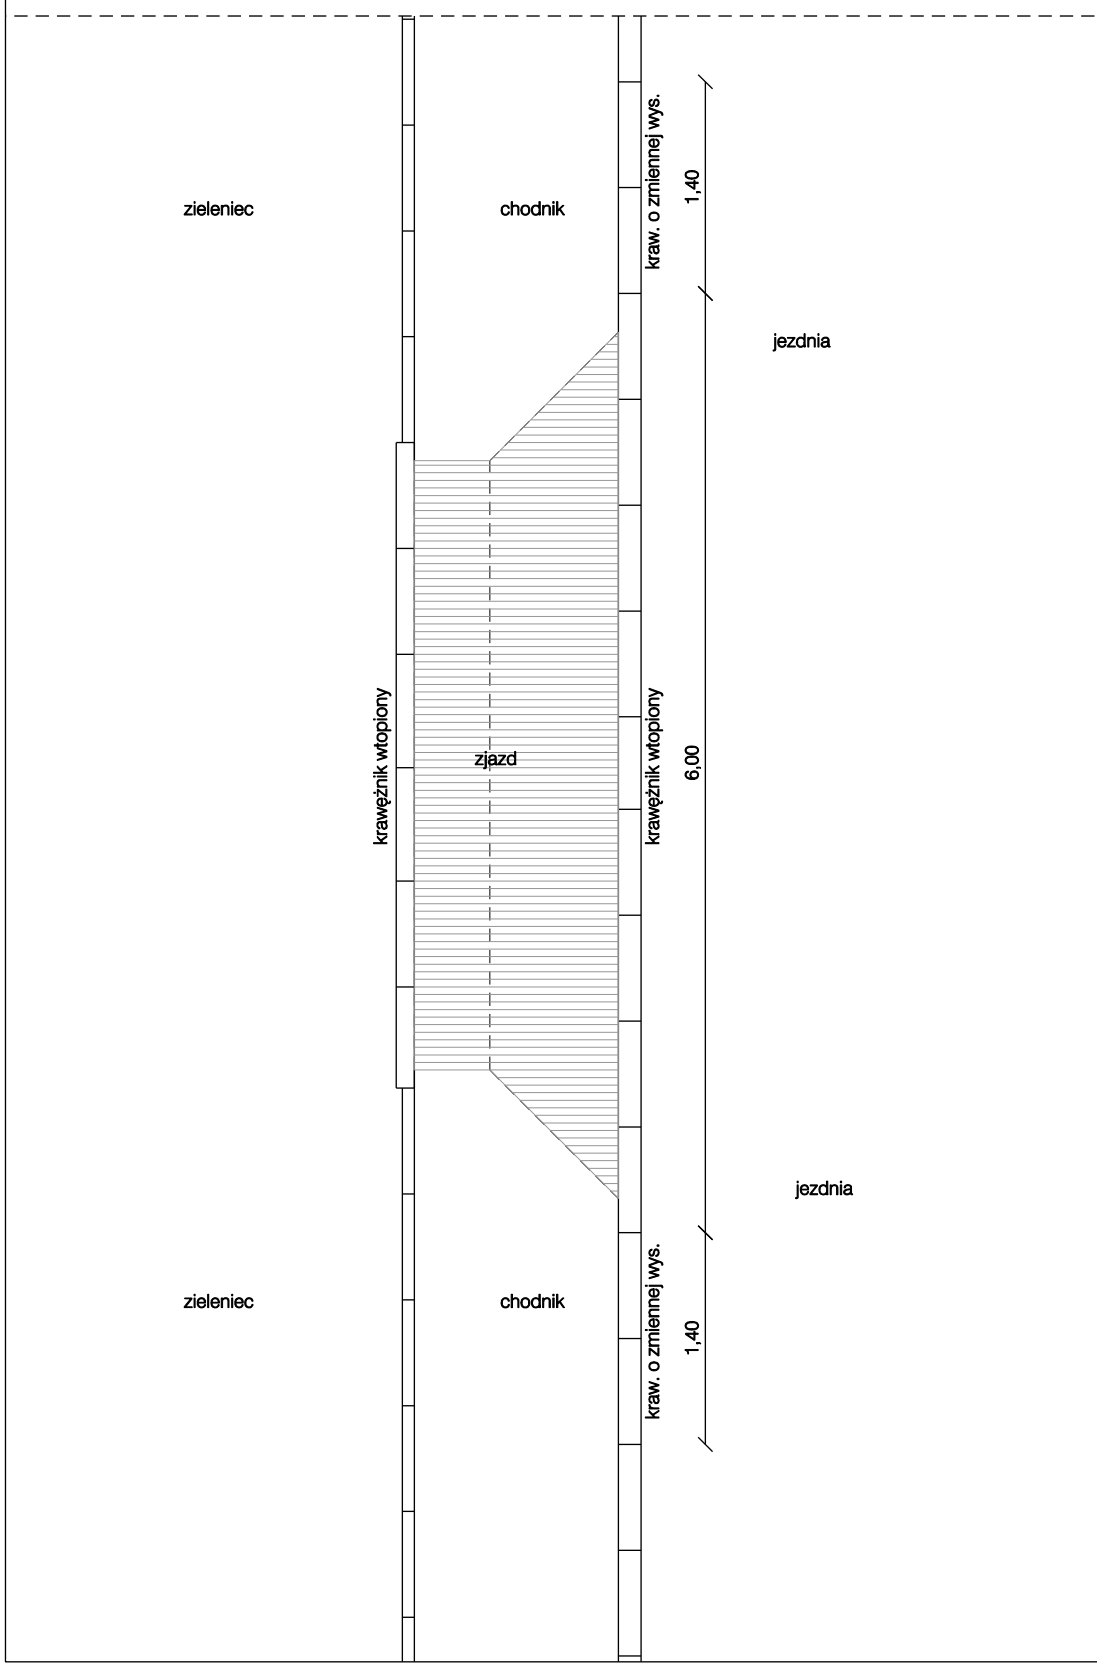 kraw. o zmiennej wys.
1,40
zieleniec
chodnik
jezdnia
krawężnik wtopiony
zjazd
krawężnik wtopiony
6,00
jezdnia
zieleniec
chodnik
kraw. o zmiennej wys.
1,40